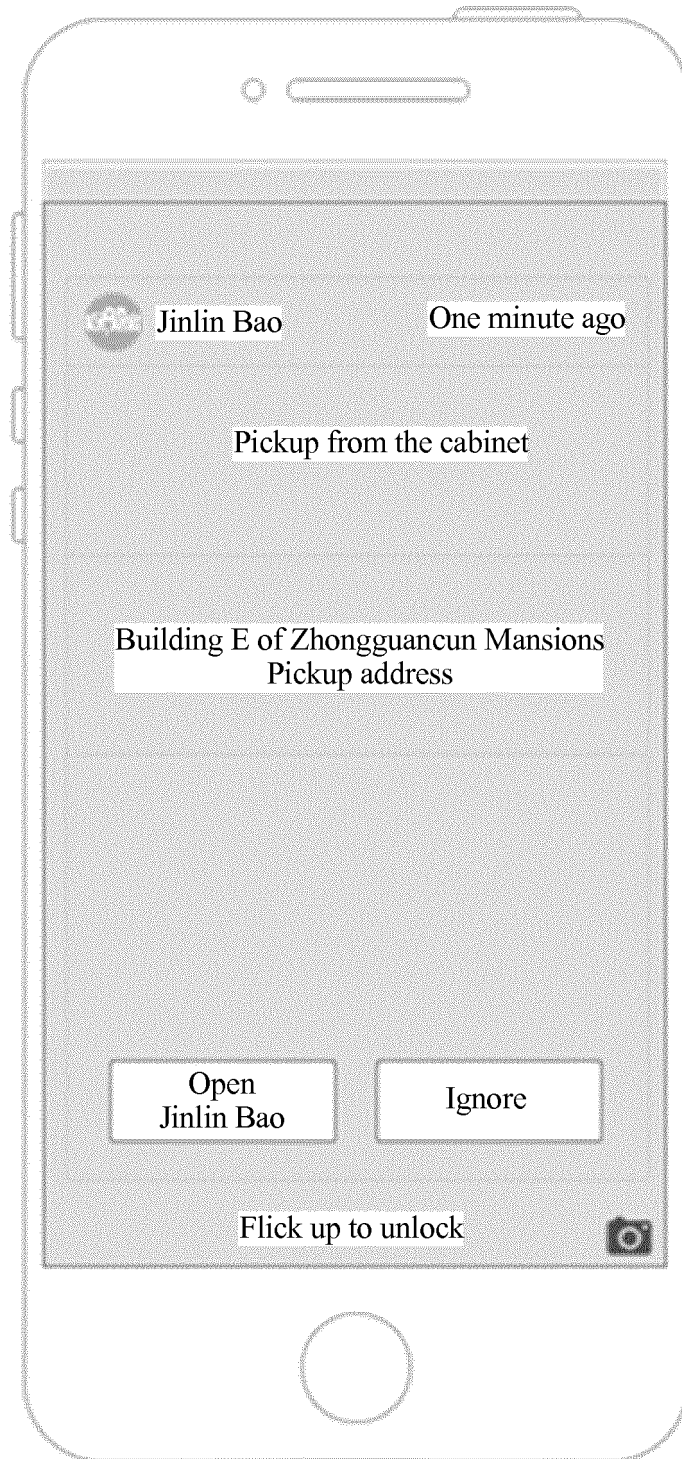 Jinlin Bao
One minute ago
Pickup from the cabinet
Building E of Zhongguancun Mansions
Pickup address
Open
Jinlin Bao
Ignore
Flick up to unlock